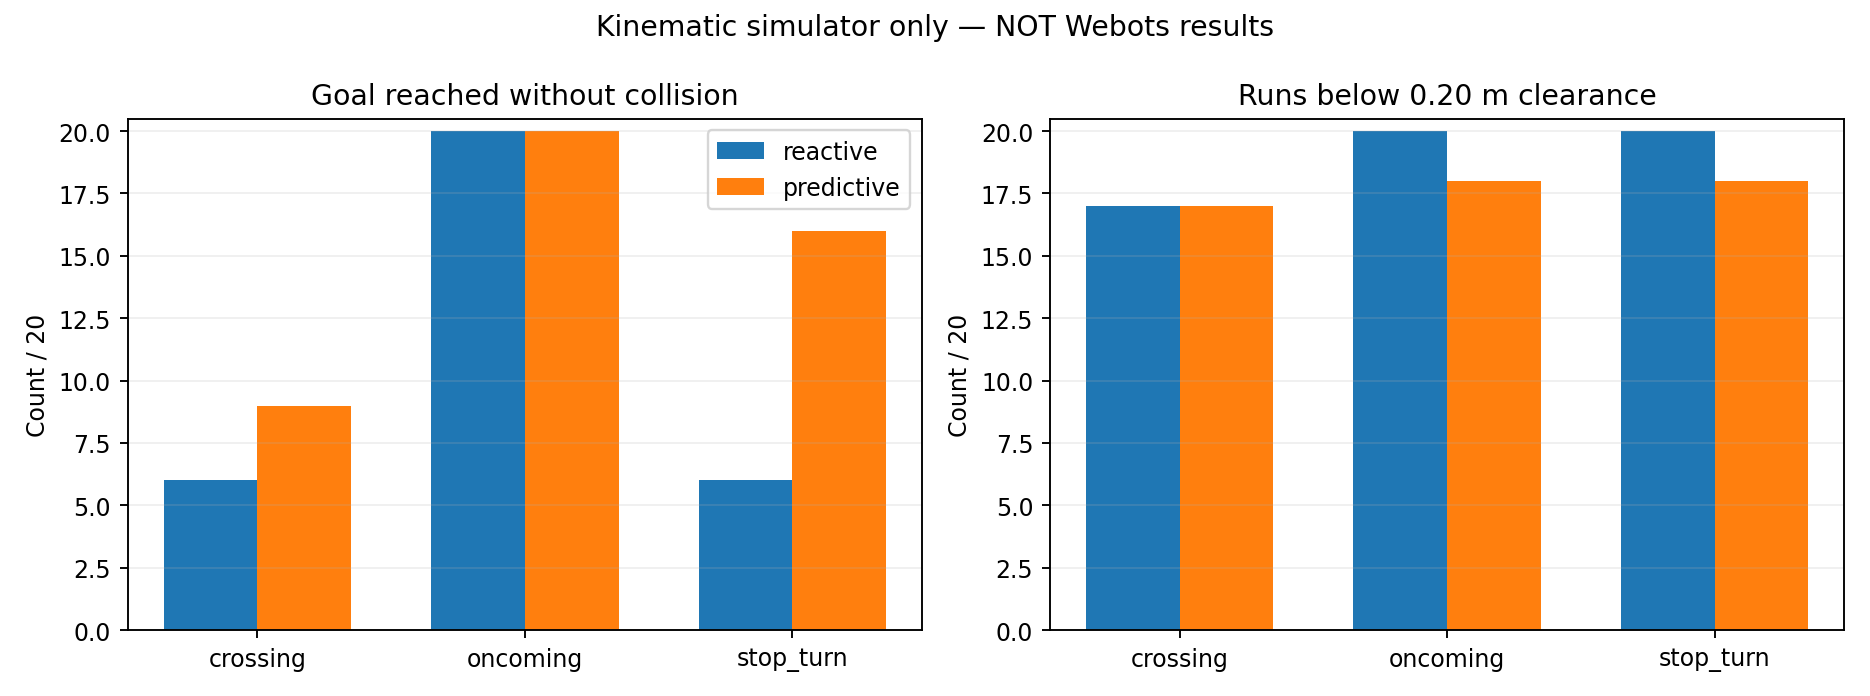 Kinematic simulator only — NOT Webots results
Goal reached without collision
Count / 20
20.0
17.5
15.0
12.5
10.0
7.5
5.0
2.5
0.0
reactive
predictive
crossing oncoming stop_turn
Runs below 0.20 m clearance
Count / 20
20.0
17.5
15.0
12.5
10.0
7.5
5.0
2.5
0.0
crossing oncoming stop_turn